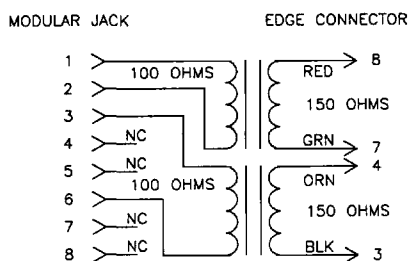 MODULAR JACK EDGE CONNECTOR
1 8
100 OHMS RED
2
150 OHMS
3
GRN
4 NC 7
4
5 NC
100 OHMS ORN
6
150 OHMS
7 NC
BLK
8 NC 3